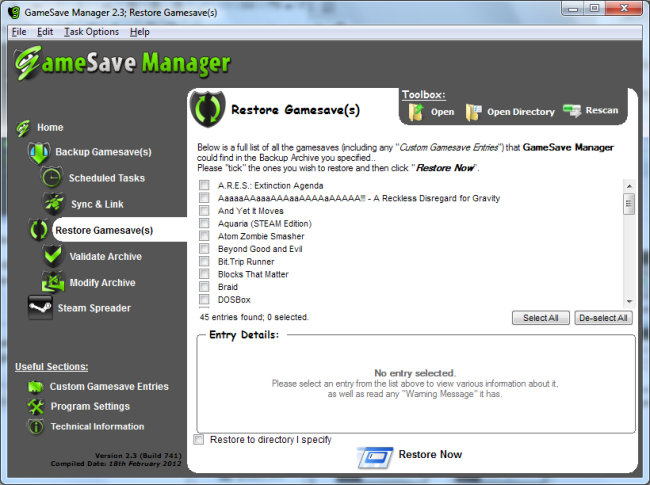 GameSave Manager 2.3; Restore Gamesave(s)
File Edit Task Options Help
GameSave Manager
Toolbox:
Restore Gamesave(s)
Open Open Directory Rescan
Home
Backup Gamesave(s)
Scheduled Tasks
Sync & Link
Restore Gamesave(s)
Validate Archive
Modify Archive
Steam Spreader
Useful Sections:
Custom Gamesave Entries
Program Settings
Technical Information
Version 2.3 (Build 741)
Compiled Date: 18th February 2012
Below is a full list of all the gamesaves (including any "Custom Gamesave Entries") that GameSave Manager
could find in the Backup Archive you specified..
Please "tick" the ones you wish to restore and then click "Restore Now".
A.R.E.S.: Extinction Agenda
AaaaaAAaaaAAAaaAAAAaAAAAA!! - A Reckless Disregard for Gravity
And Yet It Moves
Aquaria (STEAM Edition)
Atom Zombie Smasher
Beyond Good and Evil
Bit.Trip Runner
Blocks That Matter
Braid
DOSBox
45 entries found; 0 selected.
Select All De-select All
Entry Details:
No entry selected.
Please select an entry from the list above to view various information about it,
as well as read any "Warning Message" it has.
Restore to directory I specify
Restore Now